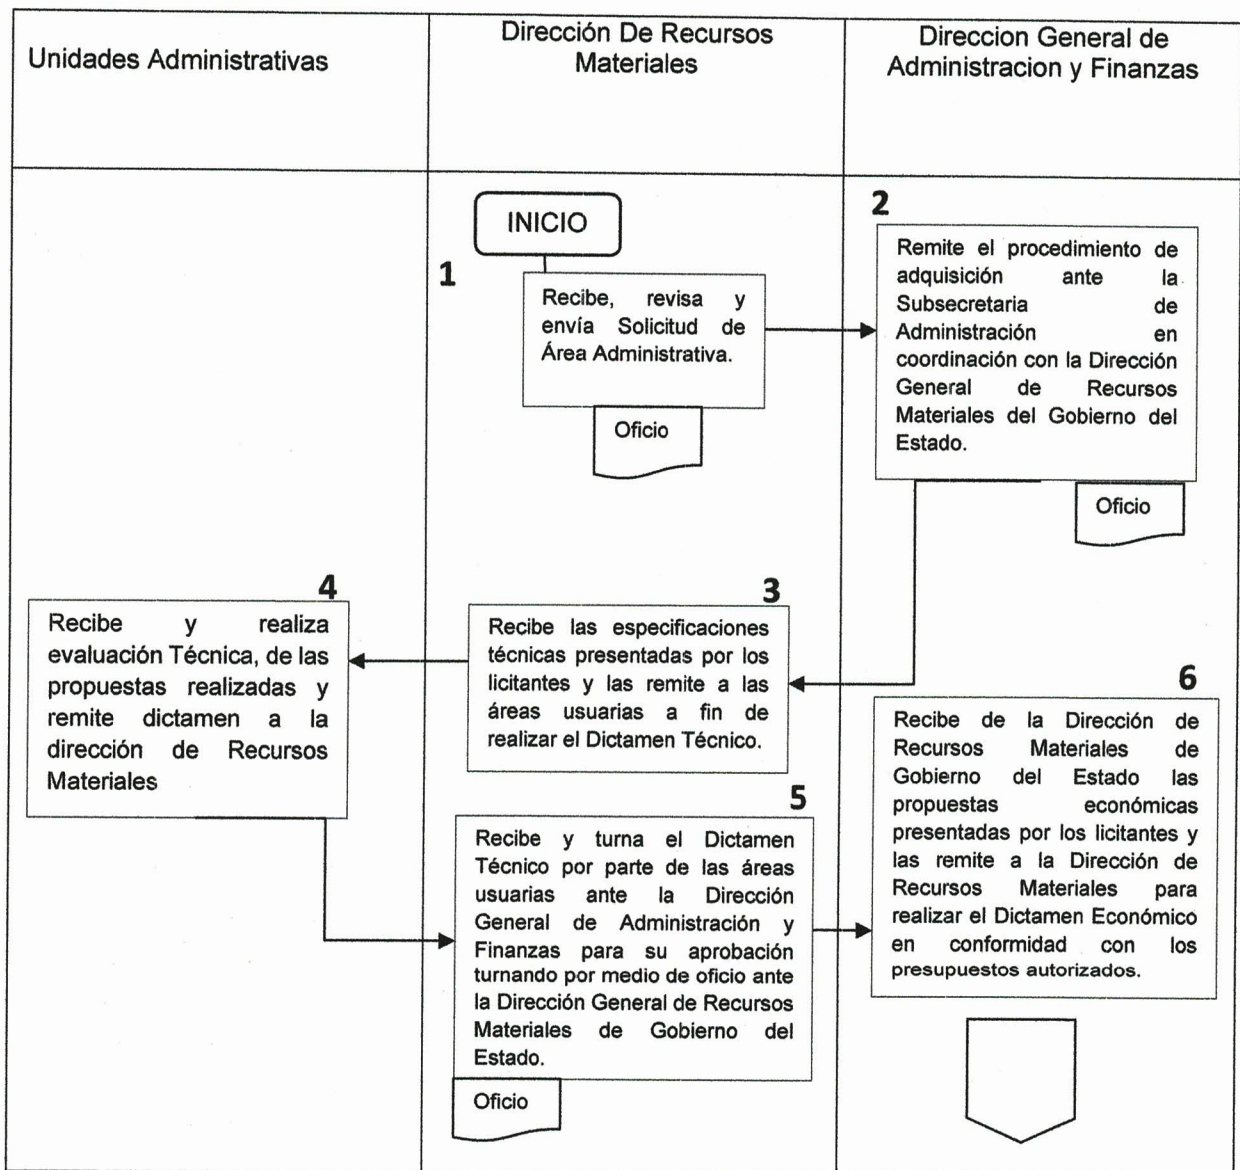 Unidades Administrativas
Dirección De Recursos
Materiales
Direccion General de
Administracion y Finanzas
INICIO
1
Recibe, revisa y
envía Solicitud de
Área Administrativa.
Oficio
2
Remite el procedimiento de
adquisición ante la
Subsecretaria de
Administración en
coordinación con la Dirección
General de Recursos
Materiales del Gobierno del
Estado.
Oficio
3
Recibe las especificaciones
técnicas presentadas por los
licitantes y las remite a las
áreas usuarias a fin de
realizar el Dictamen Técnico.
4
Recibe y realiza
evaluación Técnica, de las
propuestas realizadas y
remite dictamen a la
dirección de Recursos
Materiales
5
Recibe y turna el Dictamen
Técnico por parte de las áreas
usuarias ante la Dirección
General de Administración y
Finanzas para su aprobación
turnando por medio de oficio ante
la Dirección General de Recursos
Materiales de Gobierno del
Estado.
Oficio
6
Recibe de la Dirección de
Recursos Materiales de
Gobierno del Estado las
propuestas económicas
presentadas por los licitantes y
las remite a la Dirección de
Recursos Materiales para
realizar el Dictamen Económico
en conformidad con los
presupuestos autorizados.